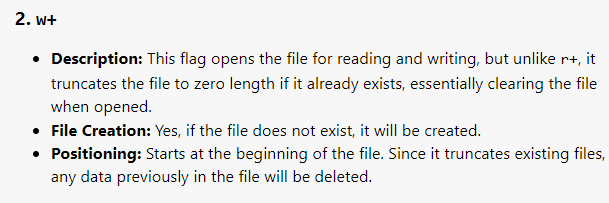 2. w+
• Description: This flag opens the file for reading and writing, but unlike r+, it
truncates the file to zero length if it already exists, essentially clearing the file
when opened.
• File Creation: Yes, if the file does not exist, it will be created.
• Positioning: Starts at the beginning of the file. Since it truncates existing files,
any data previously in the file will be deleted.